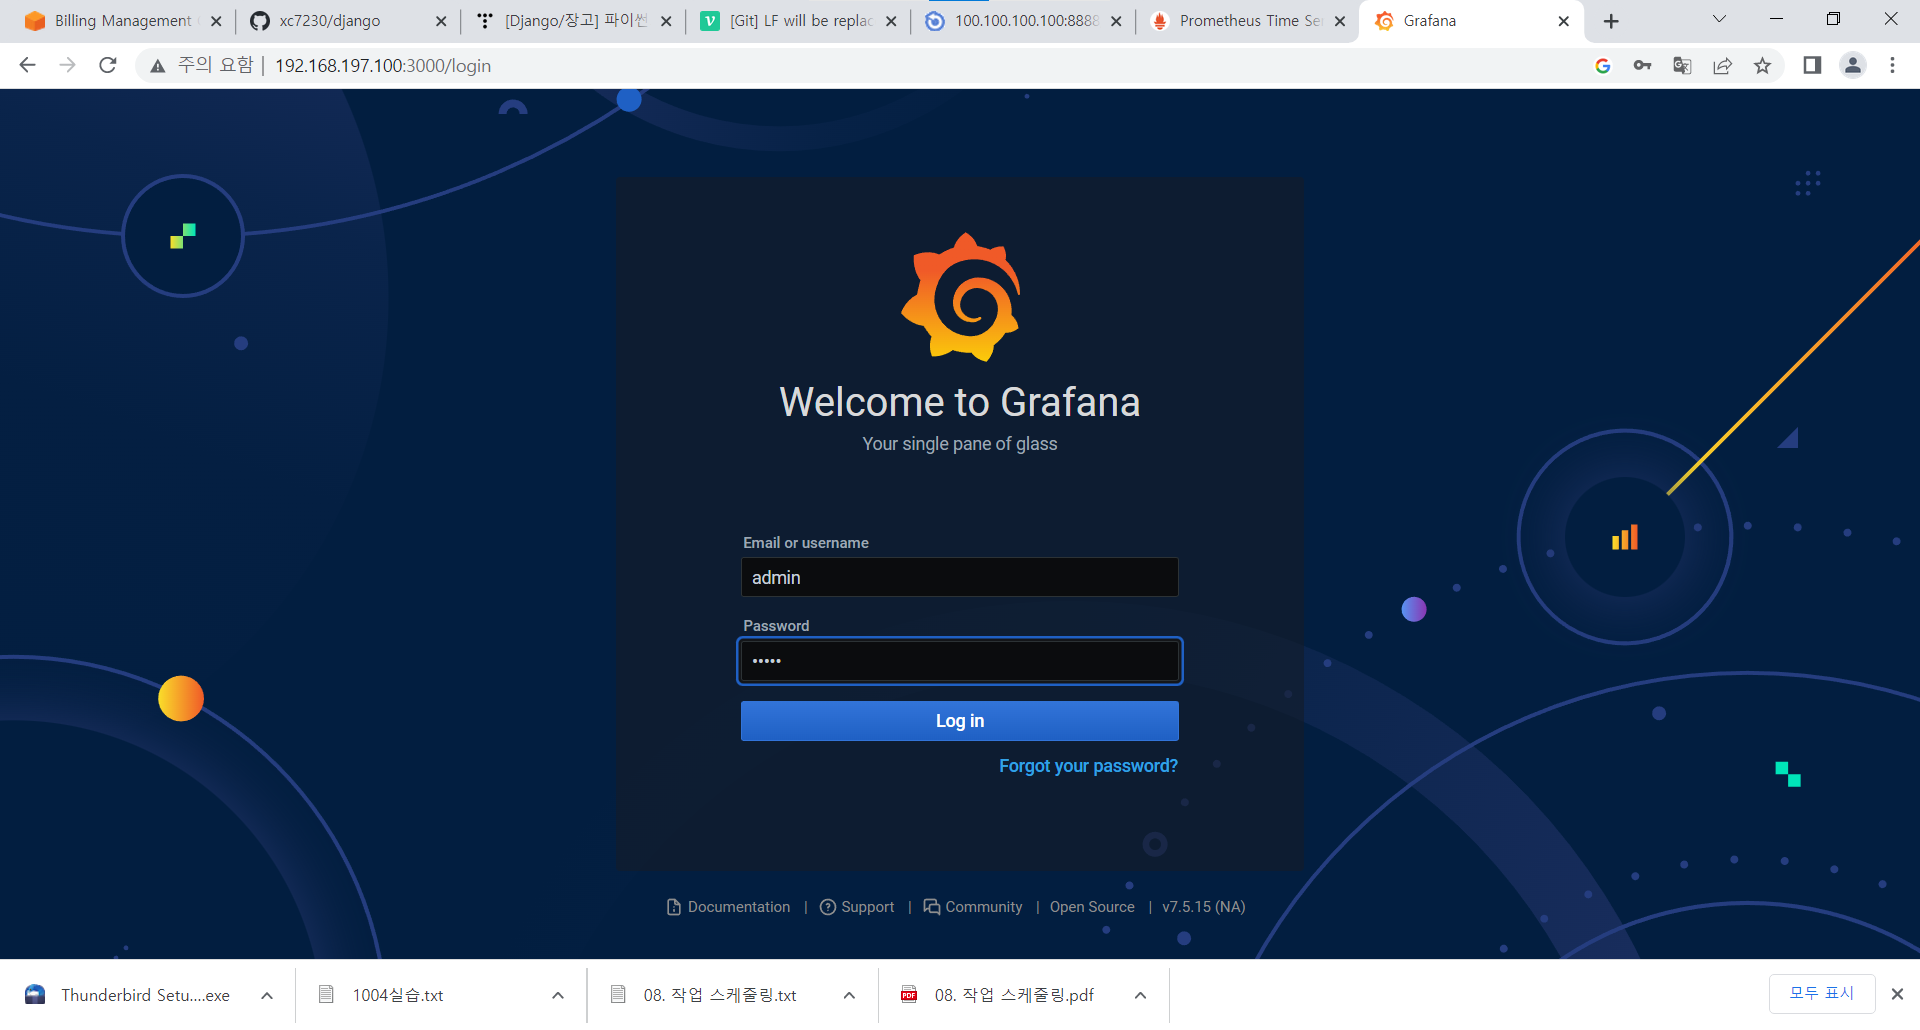 Billing Management
xc7230/django
[Django/장고] 파이썬
[Git] LF will be replac
100.100.100.100:8888
Prometheus Time Ser
Grafana
주의 요함 | 192.168.197.100:3000/login
Welcome to Grafana
Your single pane of glass
Email or username
admin
Password
•••••
Log in
Forgot your password?
Documentation | Support | Community | Open Source | v7.5.15 (NA)
Thunderbird Setu....exe
1004실습.txt
08. 작업 스케줄링.txt
PDF
08. 작업 스케줄링.pdf
모두 표시